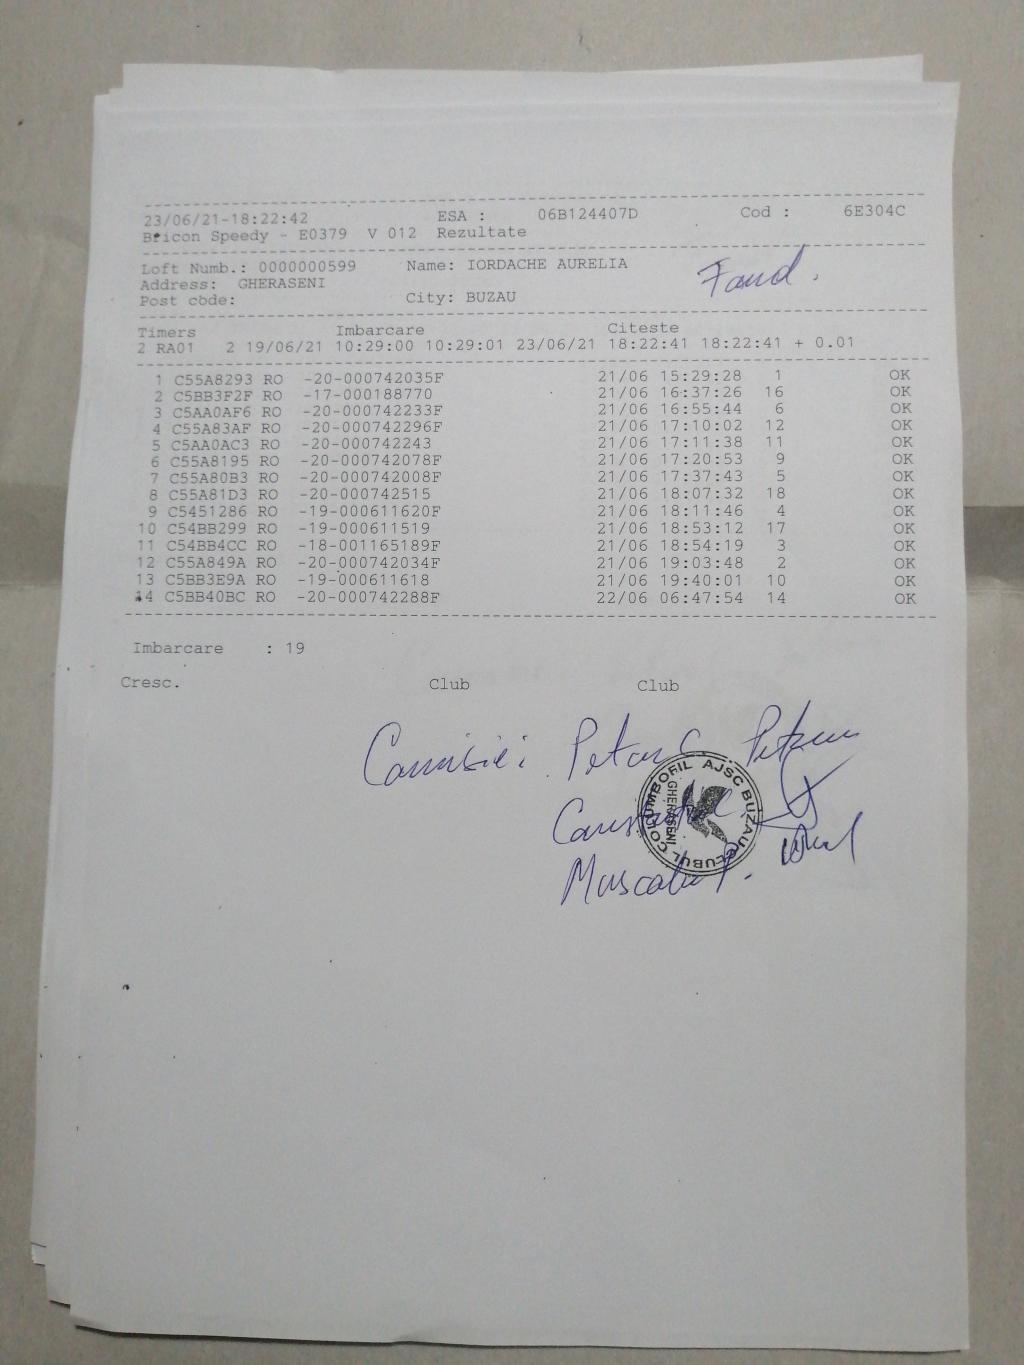 23/06/21-18:22:42 ESA : 06B124407D Cod : 6E304C
Bricon Speedy - E0379 V 012 Rezultate
Loft Numb.: 0000000599 Name: IORDACHE AURELIA
Fond.
Address: GHERASENI
Post code: City: BUZAU
Timers Imbarcare Citeste
2 RA01 2 19/06/21 10:29:00 10:29:01 23/06/21 18:22:41 18:22:41 + 0.01
1 C55A8293 RO -20-000742035F 21/06 15:29:28 1 OK
2 C5BB3F2F RO -17-000188770 21/06 16:37:26 16 OK
3 C5AA0AF6 RO -20-000742233F 21/06 16:55:44 6 OK
4 C55A83AF RO -20-000742296F 21/06 17:10:02 12 OK
5 C5AA0AC3 RO -20-000742243 21/06 17:11:38 11 OK
6 C55A8195 RO -20-000742078F 21/06 17:20:53 9 OK
7 C55A80B3 RO -20-000742008F 21/06 17:37:43 5 OK
8 C55A81D3 RO -20-000742515 21/06 18:07:32 18 OK
9 C5451286 RO -19-000611620F 21/06 18:11:46 4 OK
10 C54BB299 RO -19-000611519 21/06 18:53:12 17 OK
11 C54BB4CC RO -18-001165189F 21/06 18:54:19 3 OK
12 C55A849A RO -20-000742034F 21/06 19:03:48 2 OK
13 C5BB3E9A RO -19-000611618 21/06 19:40:01 10 OK
14 C5BB40BC RO -20-000742288F 22/06 06:47:54 14 OK
Imbarcare : 19
Cresc. Club Club
CLUBUL COLUMBOFIL AJSC BUZAU
GHERASENI